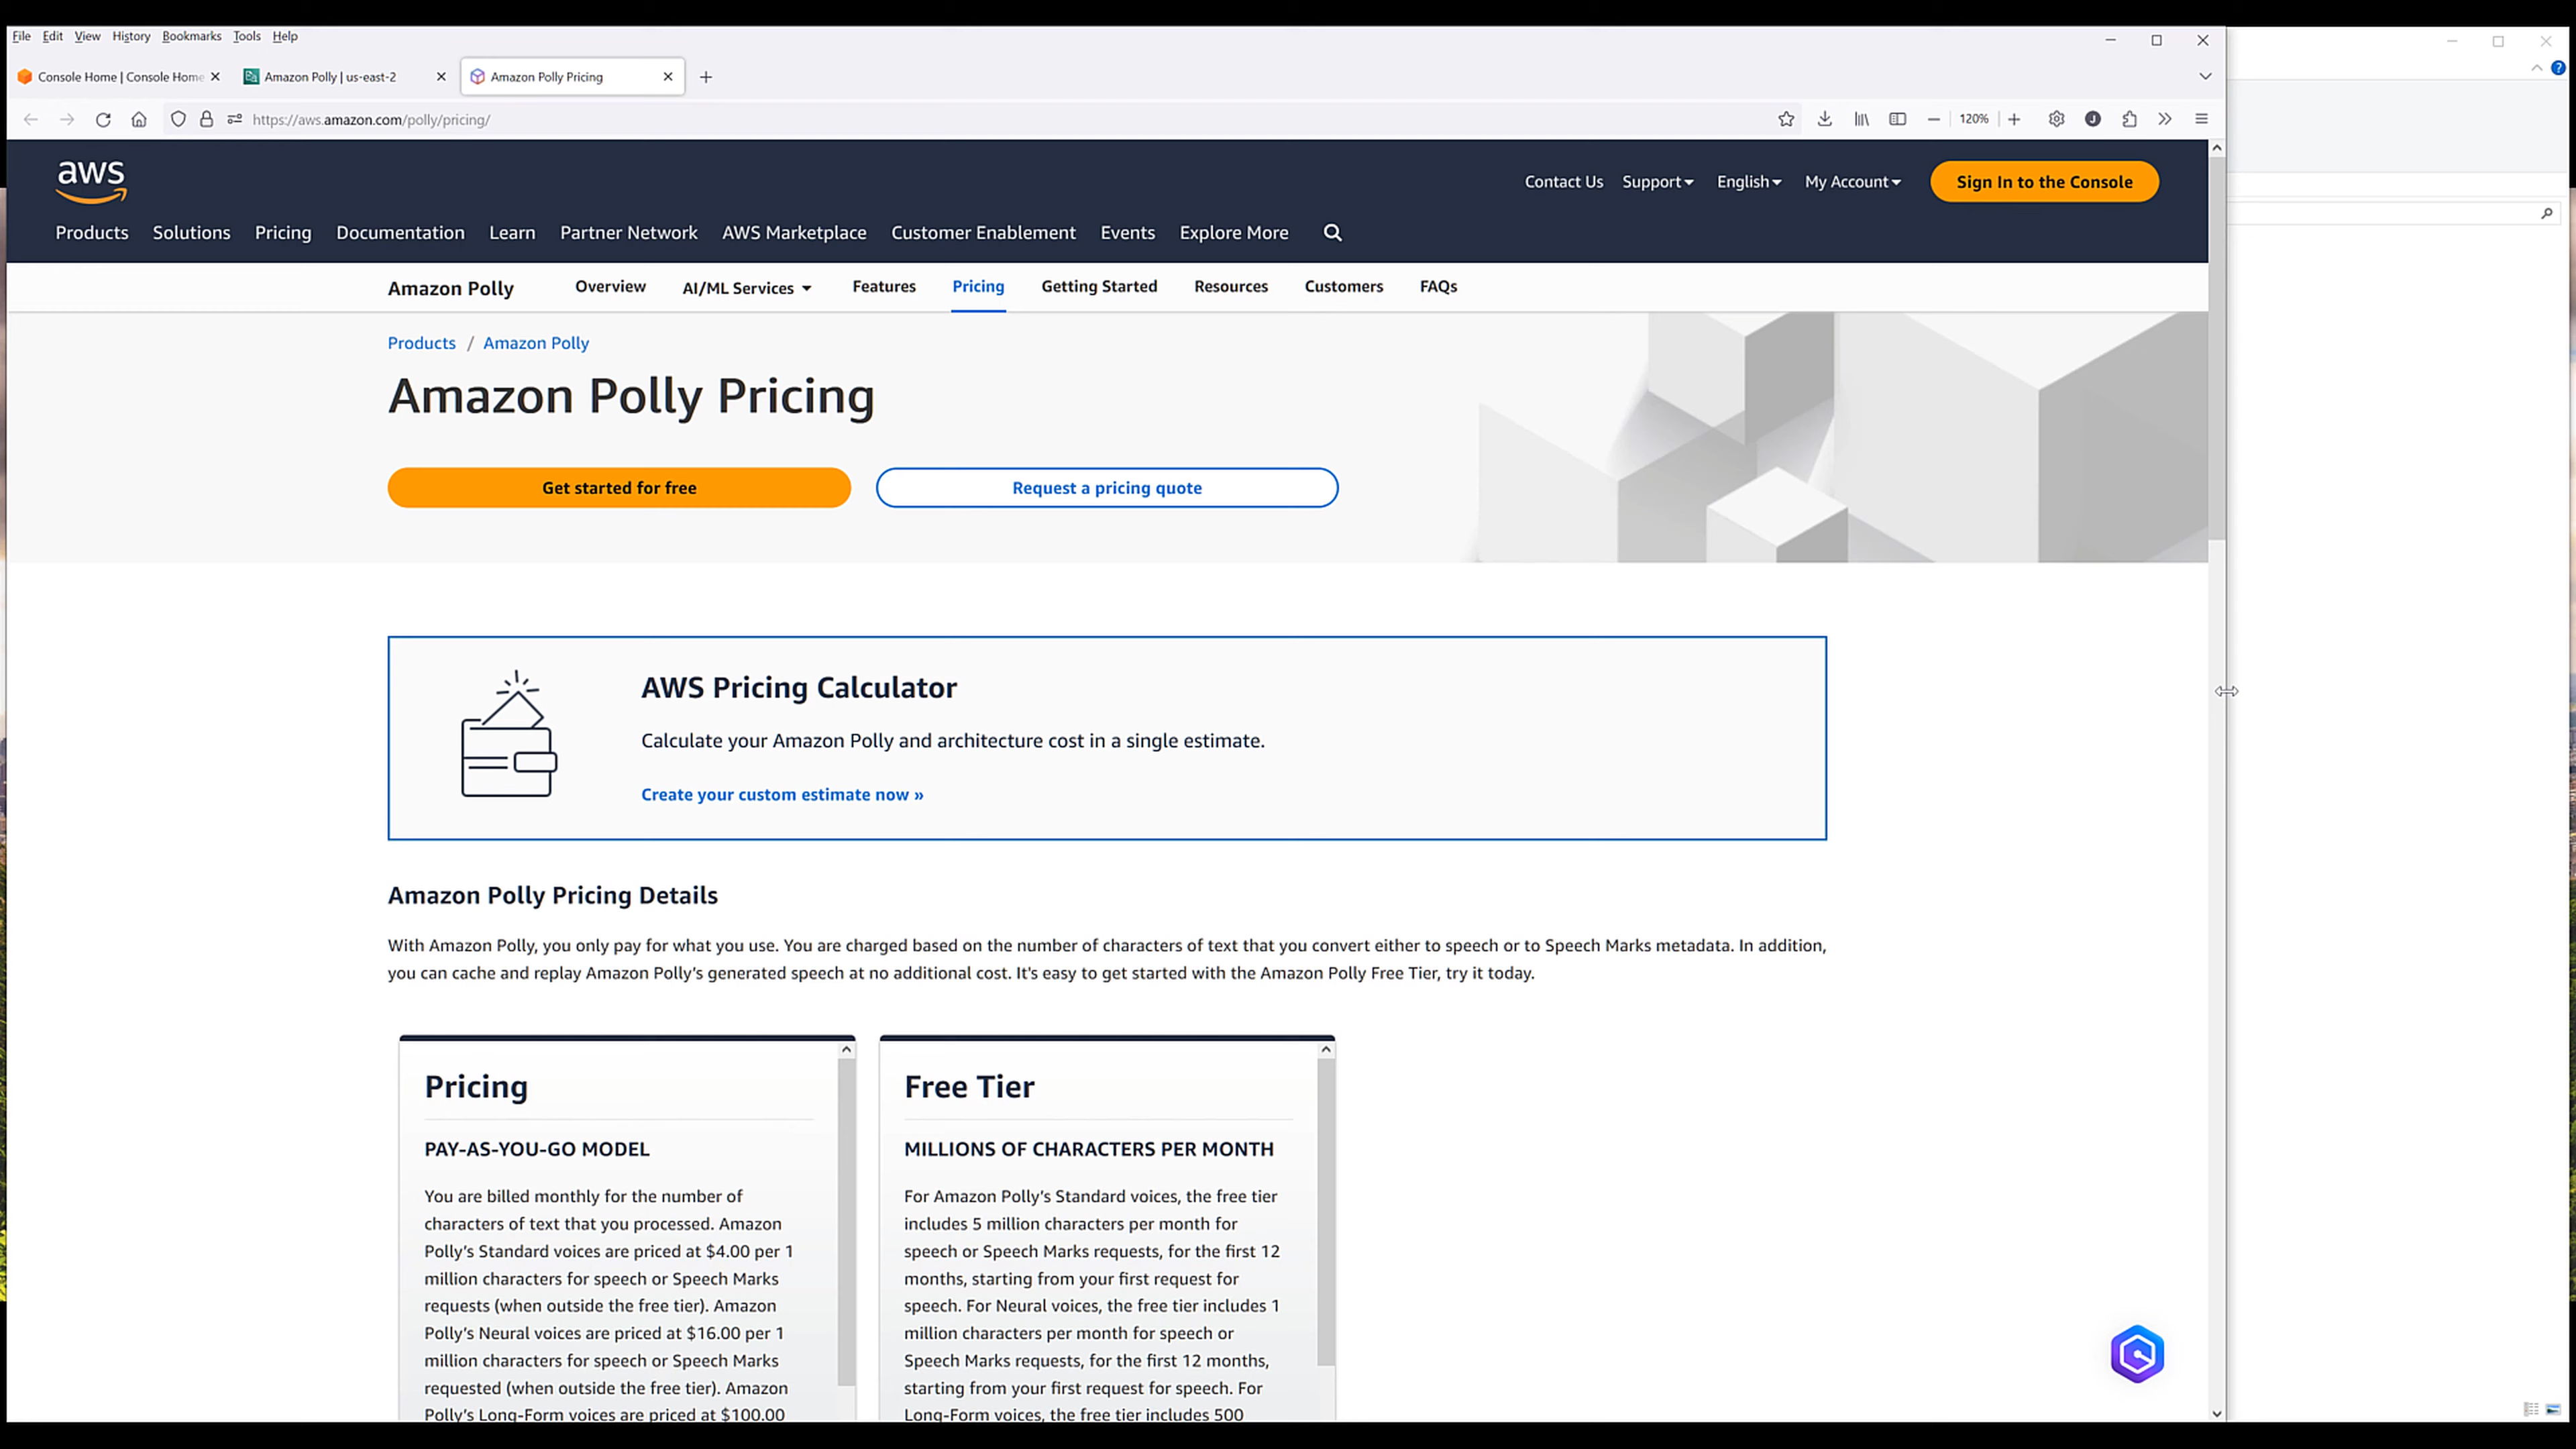 File Edit View History Bookmarks Tools Help
Console Home | Console Home
Amazon Polly | us-east-2
Amazon Polly Pricing
https://aws.amazon.com/polly/pricing/
120%
J
?
aws
Contact Us Support English My Account Sign In to the Console
Products Solutions Pricing Documentation Learn Partner Network AWS Marketplace Customer Enablement Events Explore More
Amazon Polly Overview AI/ML Services Features Pricing Getting Started Resources Customers FAQs
Products / Amazon Polly
Amazon Polly Pricing
Get started for free
Request a pricing quote
AWS Pricing Calculator
Calculate your Amazon Polly and architecture cost in a single estimate.
Create your custom estimate now »
Amazon Polly Pricing Details
With Amazon Polly, you only pay for what you use. You are charged based on the number of characters of text that you convert either to speech or to Speech Marks metadata. In addition,
you can cache and replay Amazon Polly's generated speech at no additional cost. It's easy to get started with the Amazon Polly Free Tier, try it today.
Pricing
PAY-AS-YOU-GO MODEL
You are billed monthly for the number of
characters of text that you processed. Amazon
Polly's Standard voices are priced at $4.00 per 1
million characters for speech or Speech Marks
requests (when outside the free tier). Amazon
Polly's Neural voices are priced at $16.00 per 1
million characters for speech or Speech Marks
requested (when outside the free tier). Amazon
Polly's Long-Form voices are priced at $100.00
Free Tier
MILLIONS OF CHARACTERS PER MONTH
For Amazon Polly's Standard voices, the free tier
includes 5 million characters per month for
speech or Speech Marks requests, for the first 12
months, starting from your first request for
speech. For Neural voices, the free tier includes 1
million characters per month for speech or
Speech Marks requests, for the first 12 months,
starting from your first request for speech. For
Long-Form voices, the free tier includes 500